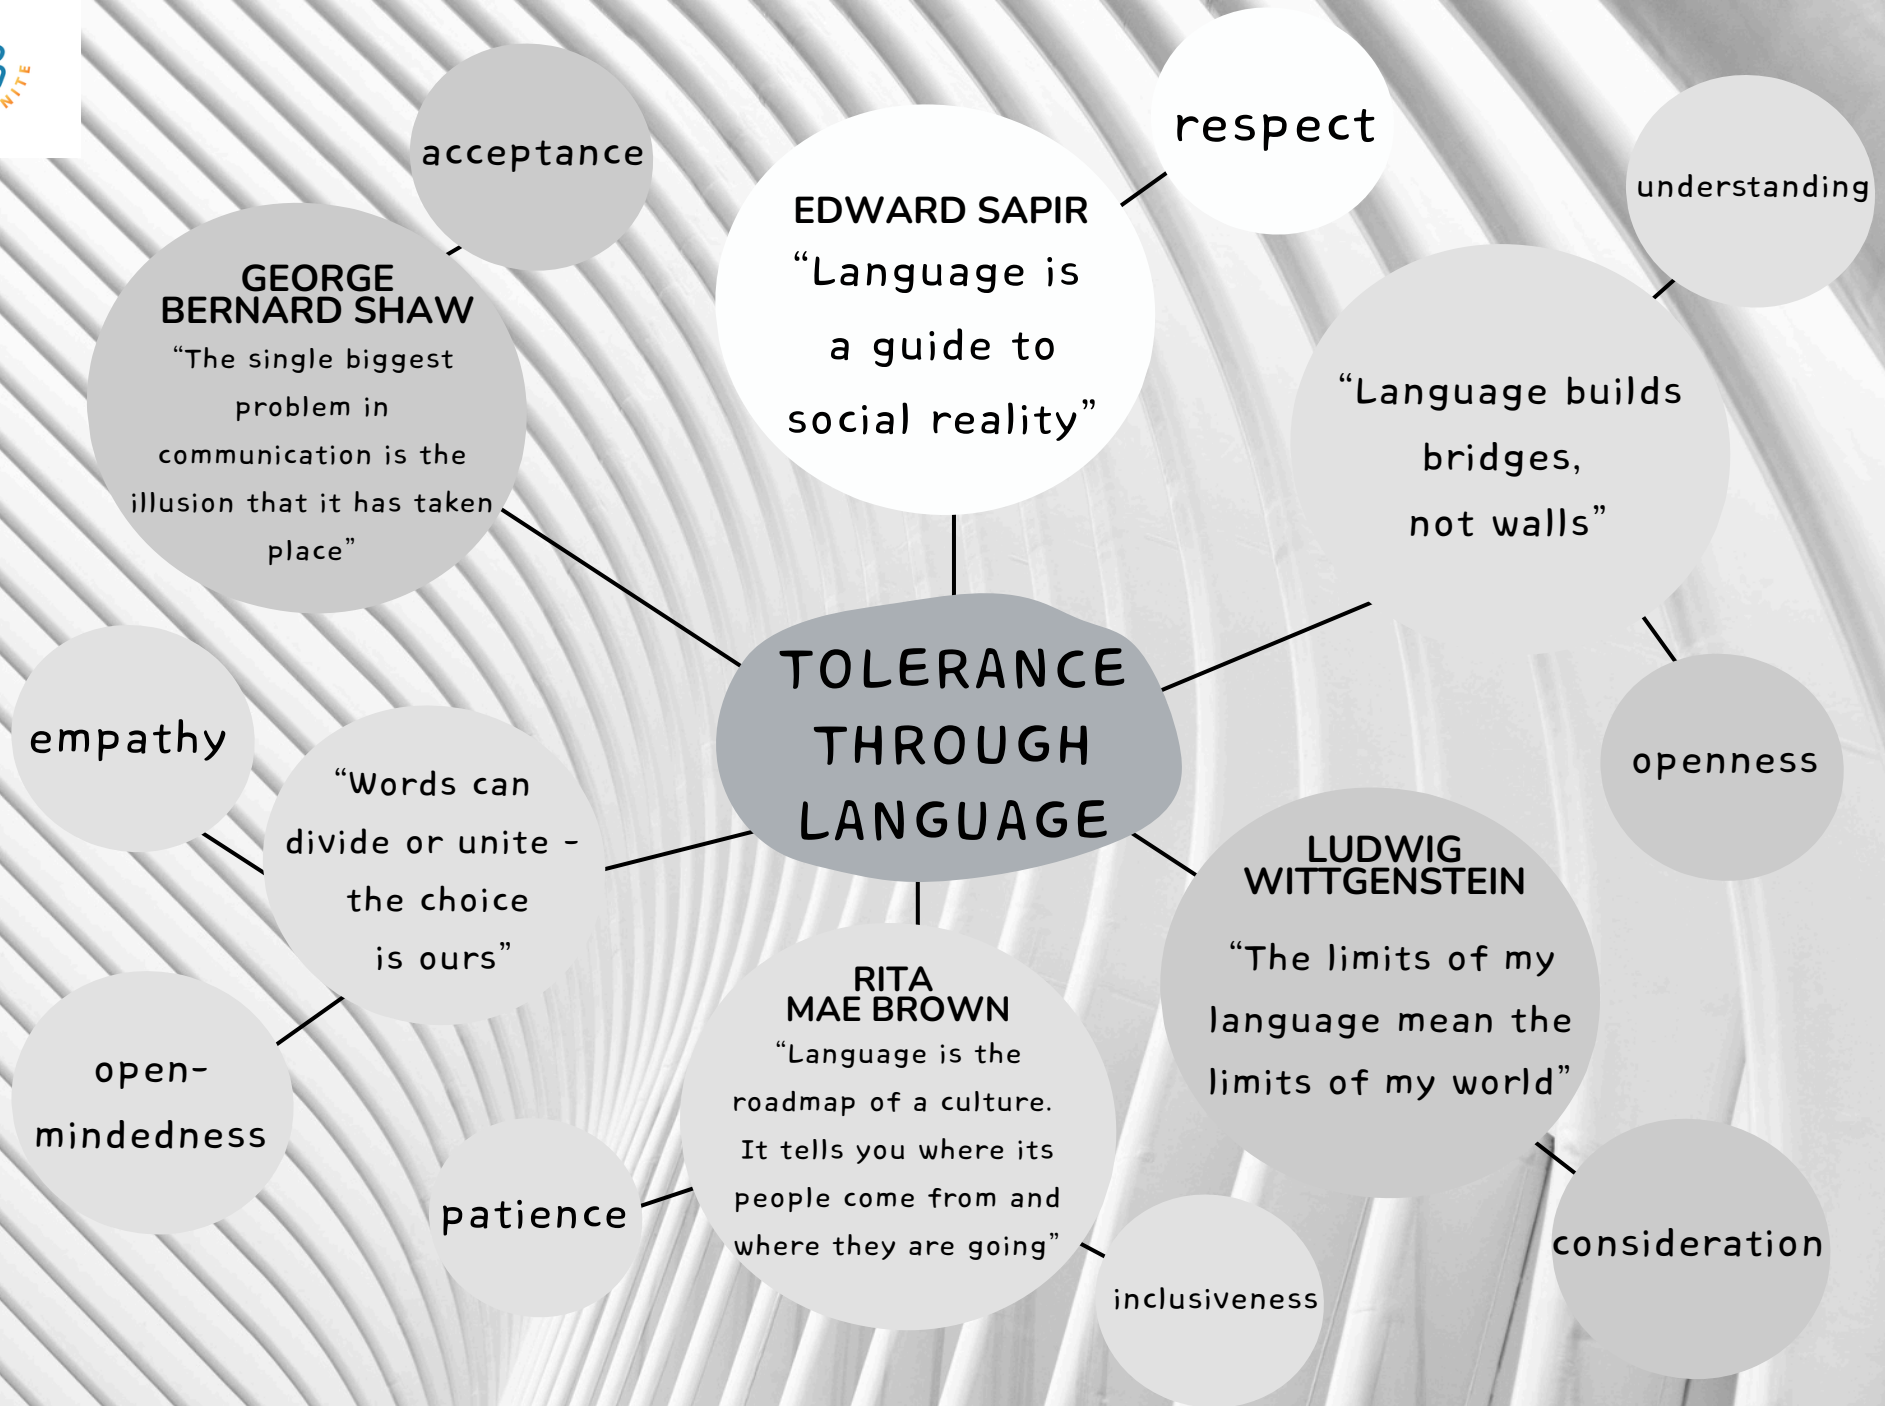 NITE
acceptance
respect
understanding
EDWARD SAPIR
“Language is
a guide to
social reality”
GEORGE
BERNARD SHAW
“The single biggest
problem in
communication is the
illusion that it has taken
place”
“Language builds
bridges,
not walls”
TOLERANCE
THROUGH
LANGUAGE
empathy
“Words can
divide or unite -
the choice
is ours”
openness
LUDWIG
WITTGENSTEIN
“The limits of my
language mean the
limits of my world”
RITA
MAE BROWN
“Language is the
roadmap of a culture.
It tells you where its
people come from and
where they are going”
open-
mindedness
patience
inclusiveness
consideration